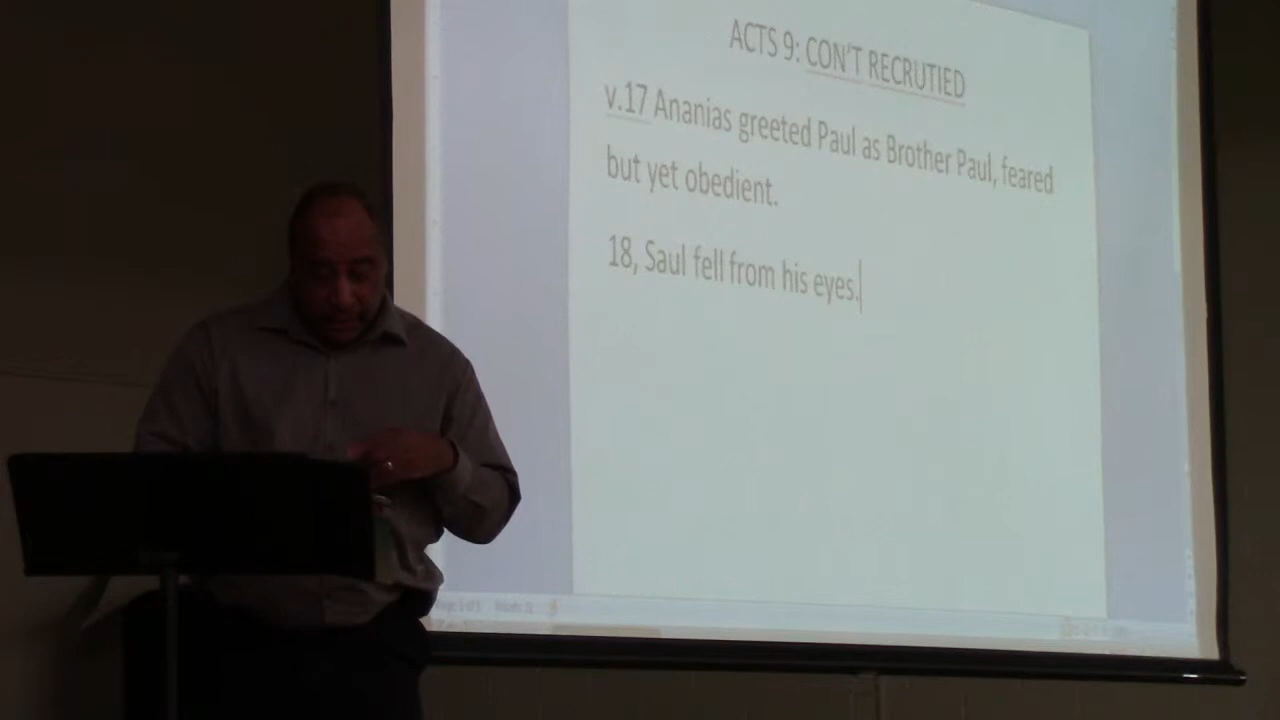 ACTS 9: CON'T RECRUTIED
v.17 Ananias greeted Paul as Brother Paul, feared
but yet obedient.
18, Saul fell from his eyes.